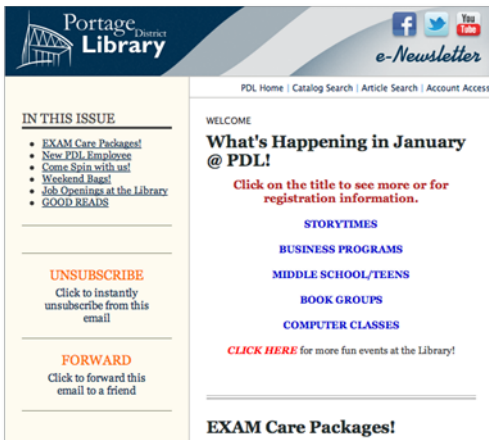 Portage District
Library
You
Tube
e-Newsletter
PDL Home | Catalog Search | Article Search | Account Access
IN THIS ISSUE
EXAM Care Packages!
New PDL Employee
Come Spin with us!
Weekend Bags!
Job Openings at the Library
GOOD READS
UNSUBSCRIBE
Click to instantly
unsubscribe from this
email
FORWARD
Click to forward this
email to a friend
WELCOME
What's Happening in January
@ PDL!
Click on the title to see more or for
registration information.
STORYTIMES
BUSINESS PROGRAMS
MIDDLE SCHOOL/TEENS
BOOK GROUPS
COMPUTER CLASSES
CLICK HERE for more fun events at the Library!
EXAM Care Packages!